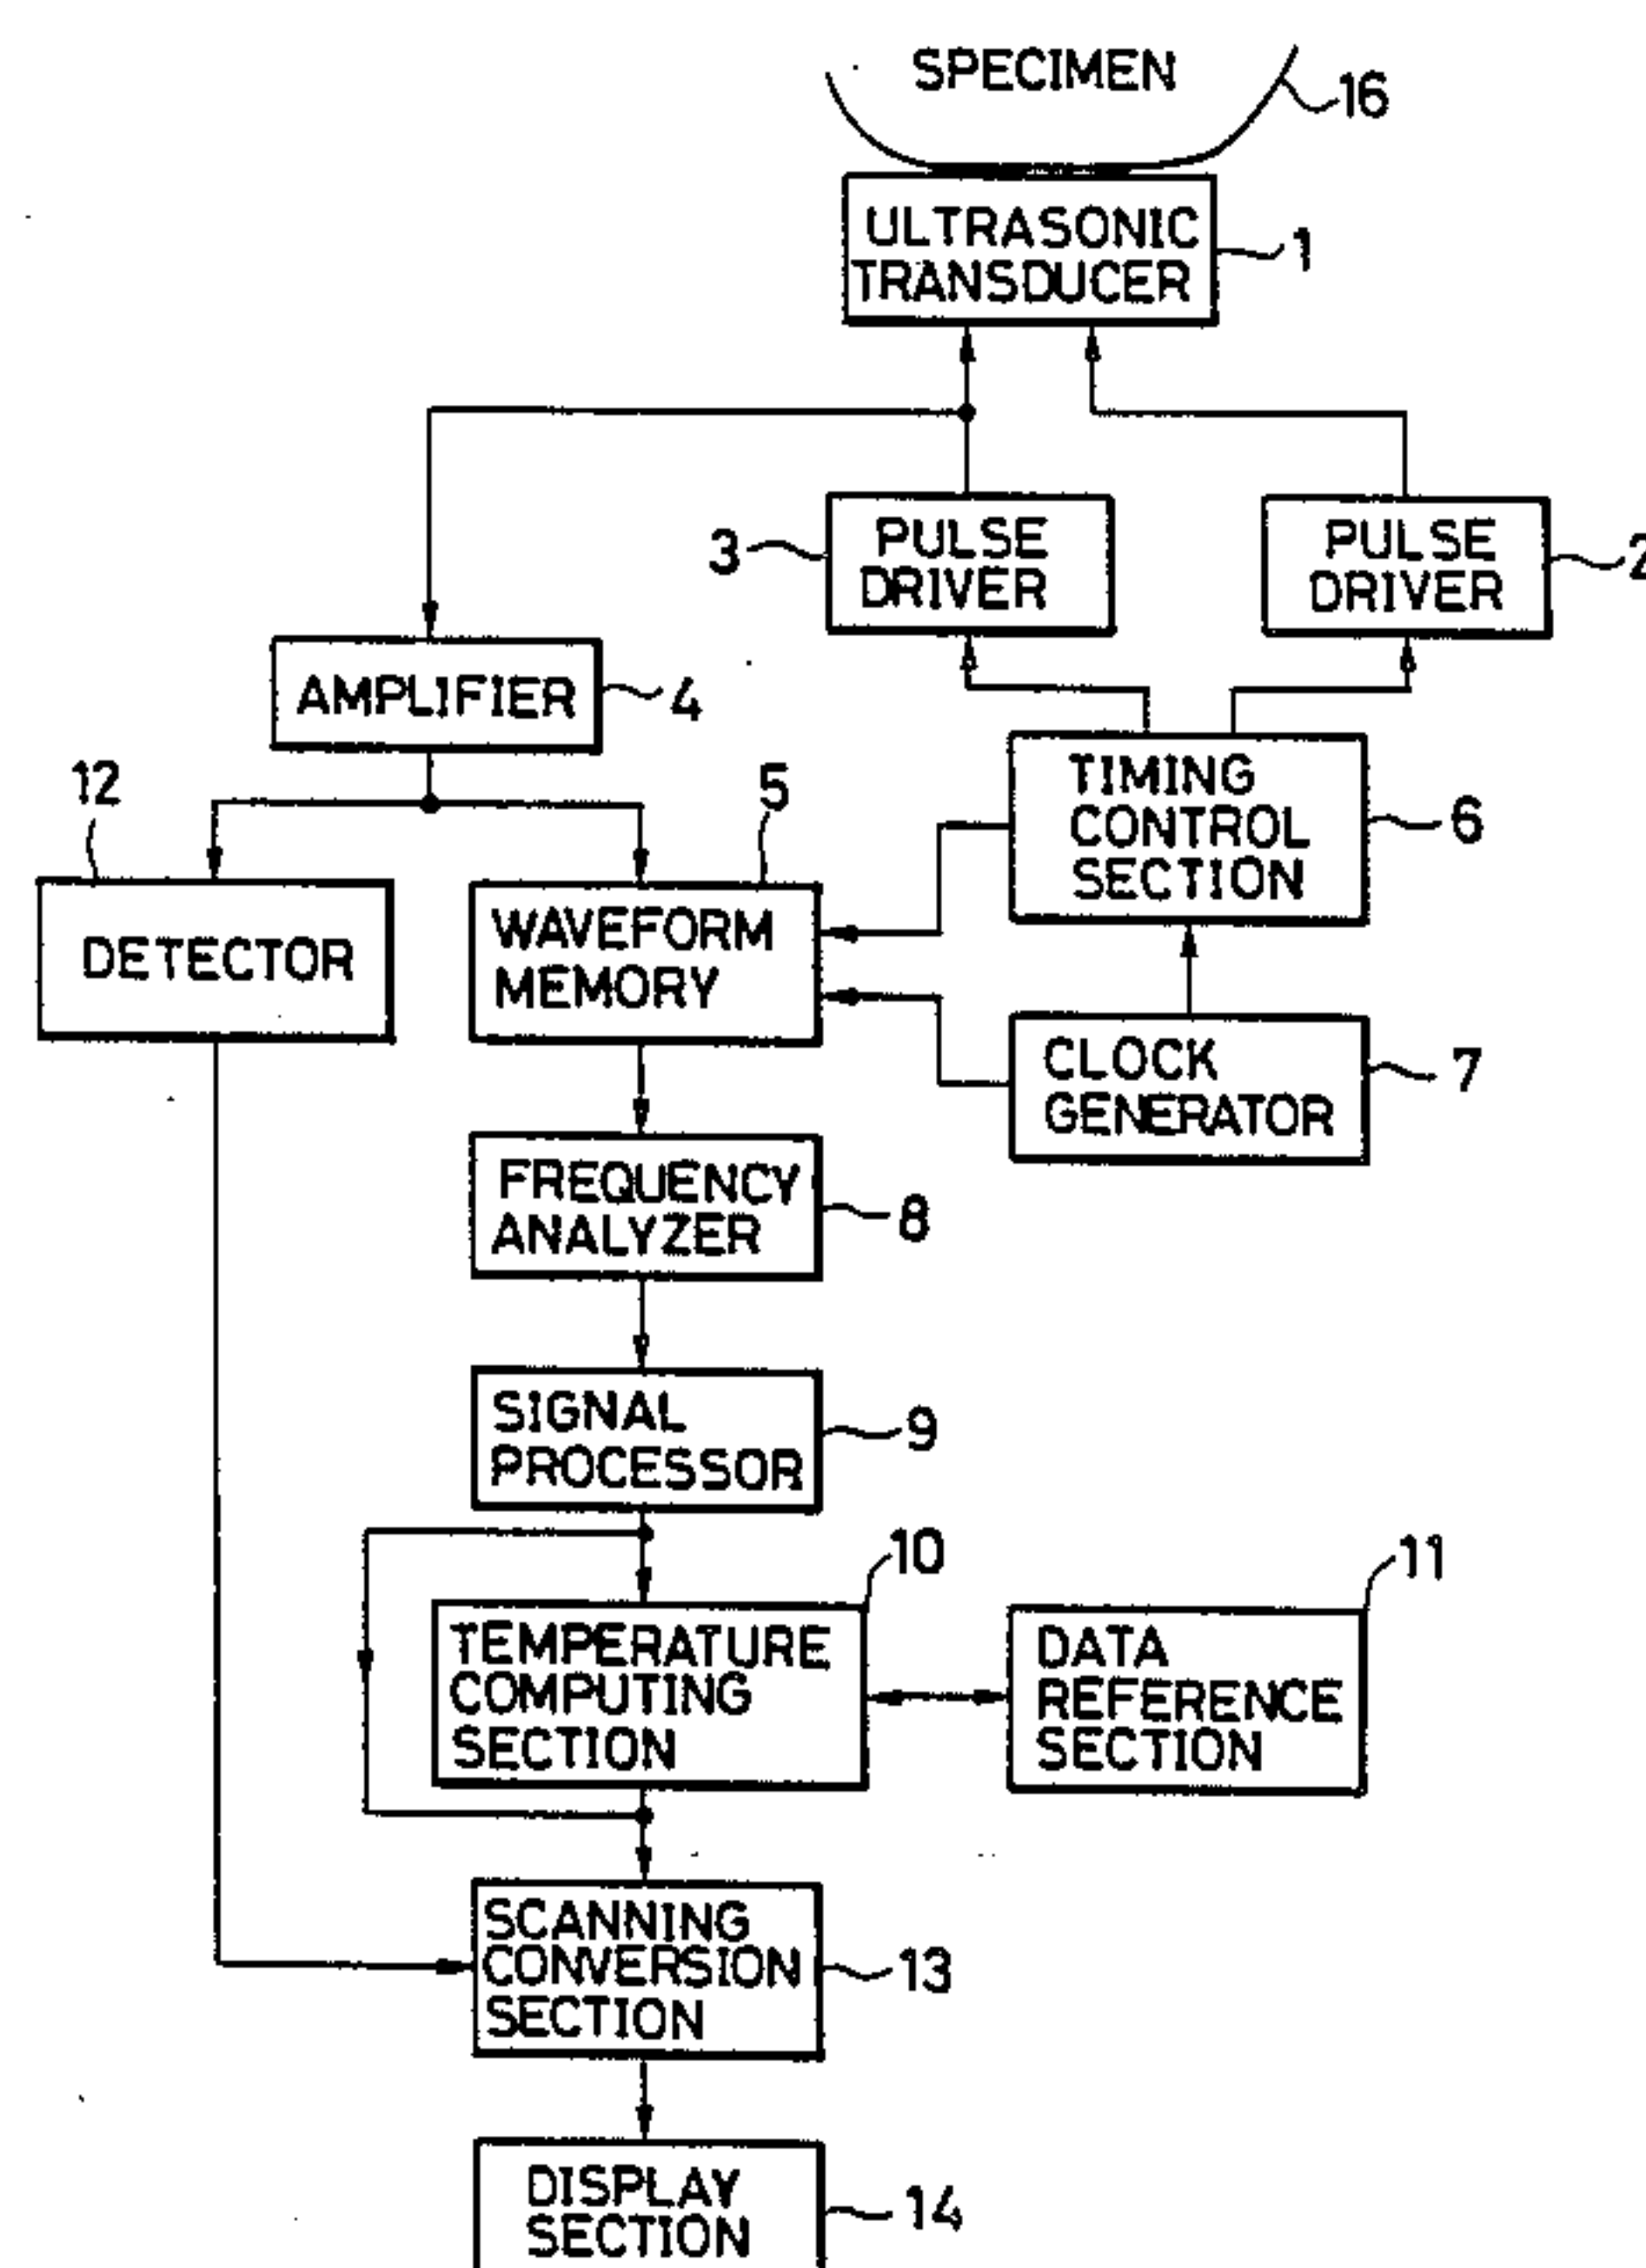 SPECIMEN
16
ULTRASONIC
TRANSDUCER
1
3
PULSE
DRIVER
PULSE
DRIVER
2
AMPLIFIER
4
12
5
TIMING
CONTROL
SECTION
6
DETECTOR
WAVEFORM
MEMORY
CLOCK
GENERATOR
7
FREQUENCY
ANALYZER
8
SIGNAL
PROCESSOR
9
10
11
TEMPERATURE
COMPUTING
SECTION
DATA
REFERENCE
SECTION
SCANNING
CONVERSION
SECTION
13
DISPLAY
SECTION
14